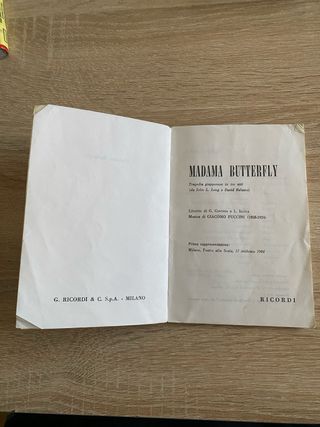 G. RICORDI & C. S.p.A. - MILANO
MADAMA BUTTERFLY
Tragedia giapponese in tre atti
(da John L. Long e David Belasco)
Libretto di G. Giacosa e L. Illica
Musica di GIACOMO PUCCINI (1858-1924)
Prima rappresentazione:
Milano, Teatro alla Scala, 17 febbraio 1904
RICORDI